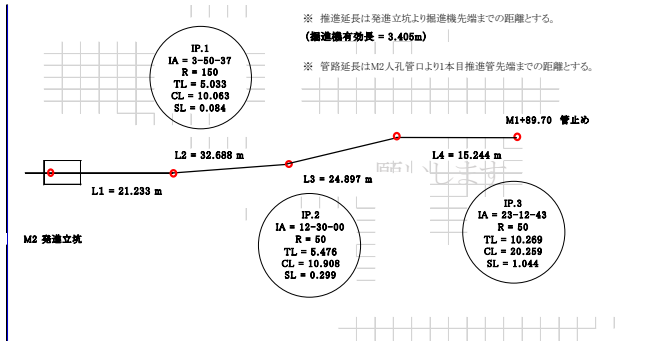 ※ 推進延長は発進立坑より掘進機先端までの距離とする。
(掘進機有効長 = 3.405m)
※ 管路延長はM2人孔管口より1本目推進管先端までの距離とする。
IP.1
IA = 3-50-37
R = 150
TL = 5.033
CL = 10.063
SL = 0.084
M1+89.70 管止め
L2 = 32.688 m
L4 = 15.244 m
願いします
L3 = 24.897 m
L1 = 21.233 m
IP.2
IA = 12-30-00
R = 50
TL = 5.476
CL = 10.908
SL = 0.299
IP.3
IA = 23-12-43
R = 50
TL = 10.269
CL = 20.259
SL = 1.044
M2 発進立坑